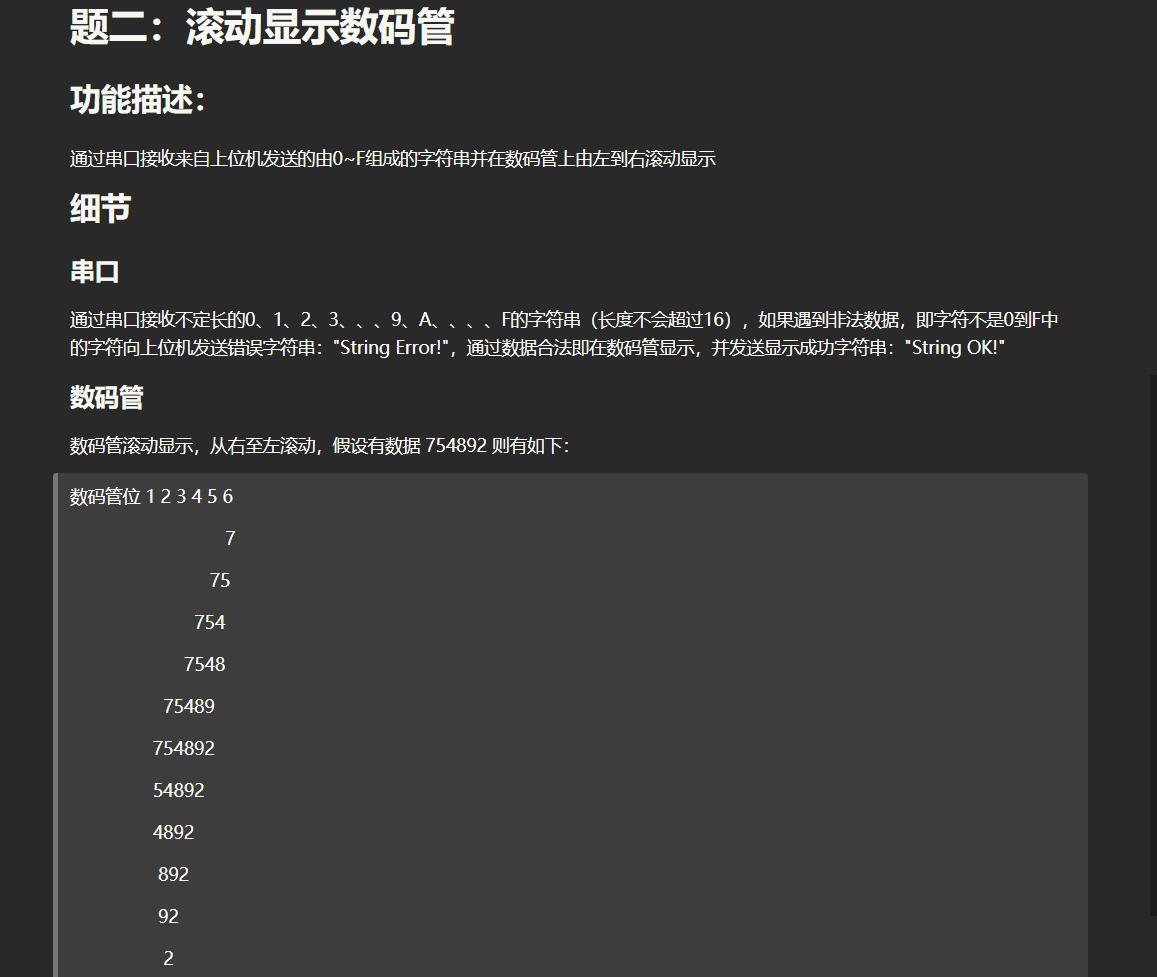 题二：滚动显示数码管
功能描述：
通过串口接收来自上位机发送的由0~F组成的字符串并在数码管上由左到右滚动显示
细节
串口
通过串口接收不定长的0、1、2、3、、、9、A、、、、F的字符串（长度不会超过16），如果遇到非法数据，即字符不是0到F中
的字符向上位机发送错误字符串："String Error!"，通过数据合法即在数码管显示，并发送显示成功字符串："String OK!"
数码管
数码管滚动显示，从右至左滚动，假设有数据 754892 则有如下：
数码管位 1 2 3 4 5 6
7
75
754
7548
75489
754892
54892
4892
892
92
2